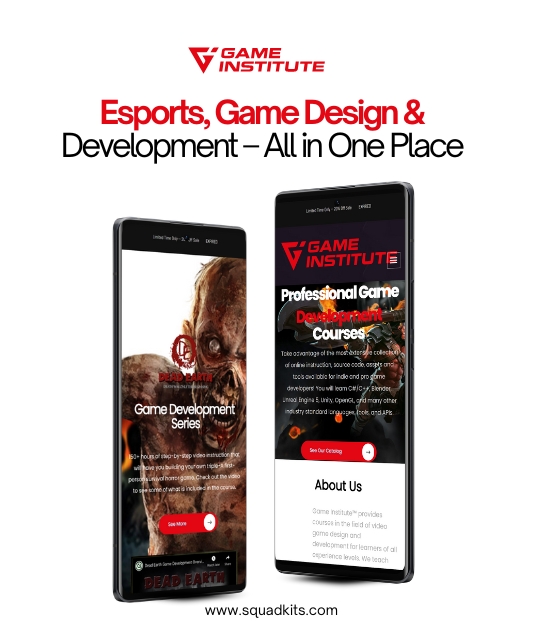 GAME
INSTITUTE
Esports, Game Design &
Development – All in One Place
Limited Time Only - Off Sale EXPIRED
DEAD EARTH
Game Development
Series
150+ hours of step-by-step video instruction that
will have you building your own triple-A first-
person survival horror game. Check out the video
to see some of what is included in the course.
See More
Dead Earth Game Development
DEAD EARTH
Limited Time Only - Off Sale EXPIRED
GAME
INSTITUTE
Professional Game
Development
Courses
Take advantage of the most extensive collection
of online instruction, source code, assets and
tools available for indie and pro game
developers! You will learn C#/C++, Blender,
Unreal Engine 5, Unity, OpenGL, and many other
industry standard languages, tools, and APIs.
See Our Catalog
About Us
Game Institute™ provides
courses in the field of video
game design and
development for learners of all
experience levels. We teach
www.squadkits.com